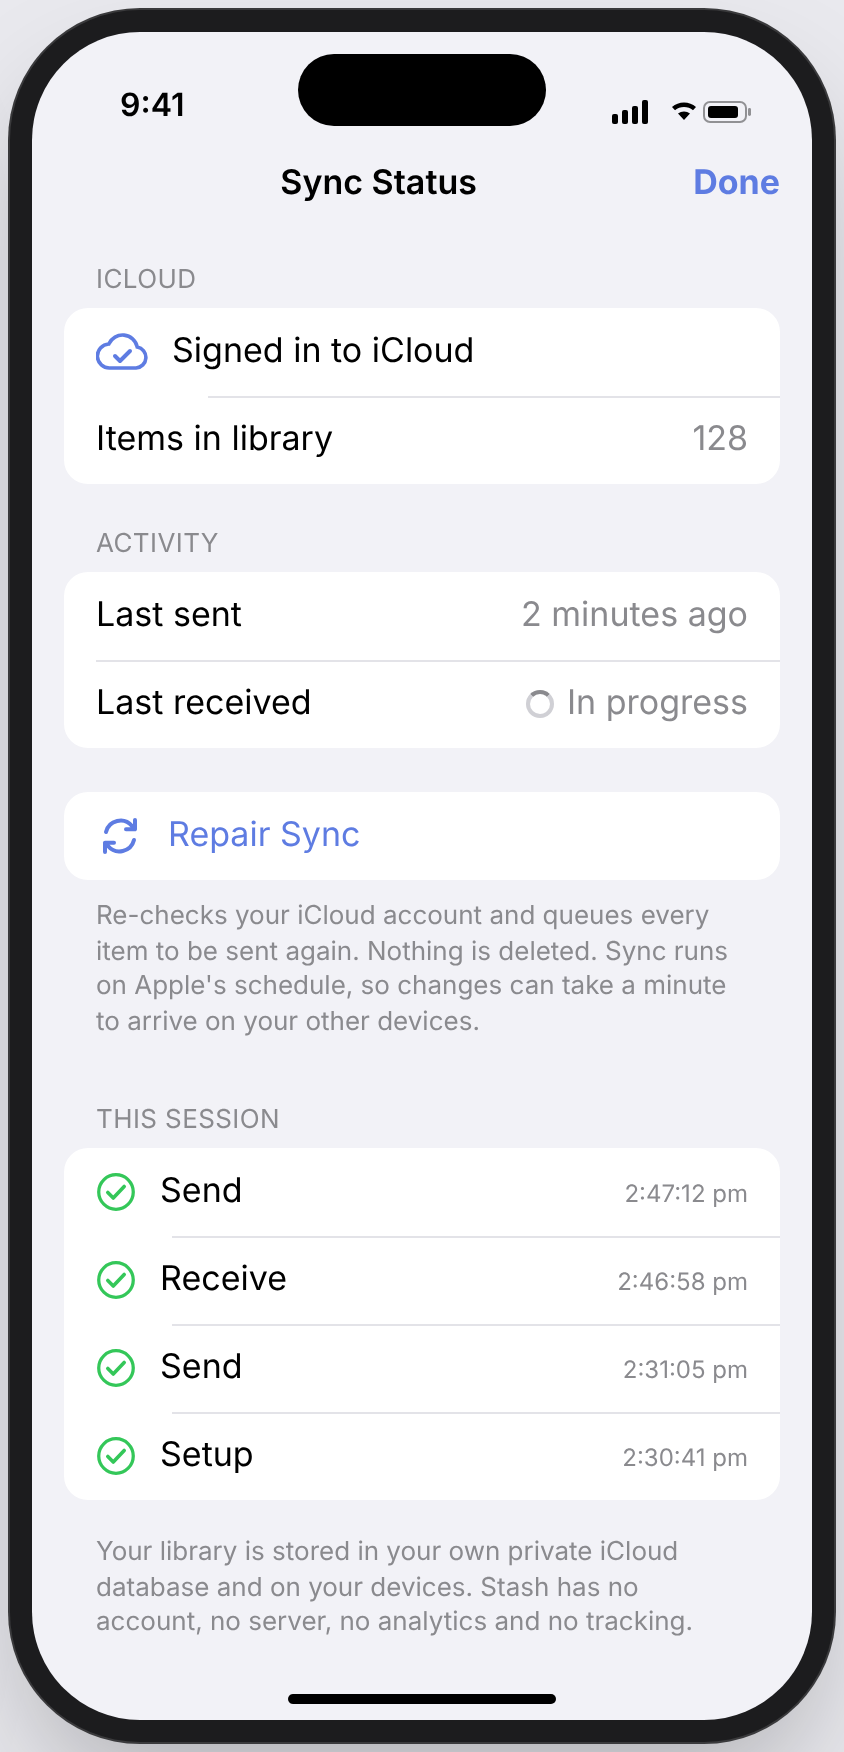 9:41
Sync Status
Done
ICLOUD
Signed in to iCloud
Items in library 128
ACTIVITY
Last sent 2 minutes ago
Last received In progress
Repair Sync
Re-checks your iCloud account and queues every
item to be sent again. Nothing is deleted. Sync runs
on Apple's schedule, so changes can take a minute
to arrive on your other devices.
THIS SESSION
Send 2:47:12 pm
Receive 2:46:58 pm
Send 2:31:05 pm
Setup 2:30:41 pm
Your library is stored in your own private iCloud
database and on your devices. Stash has no
account, no server, no analytics and no tracking.